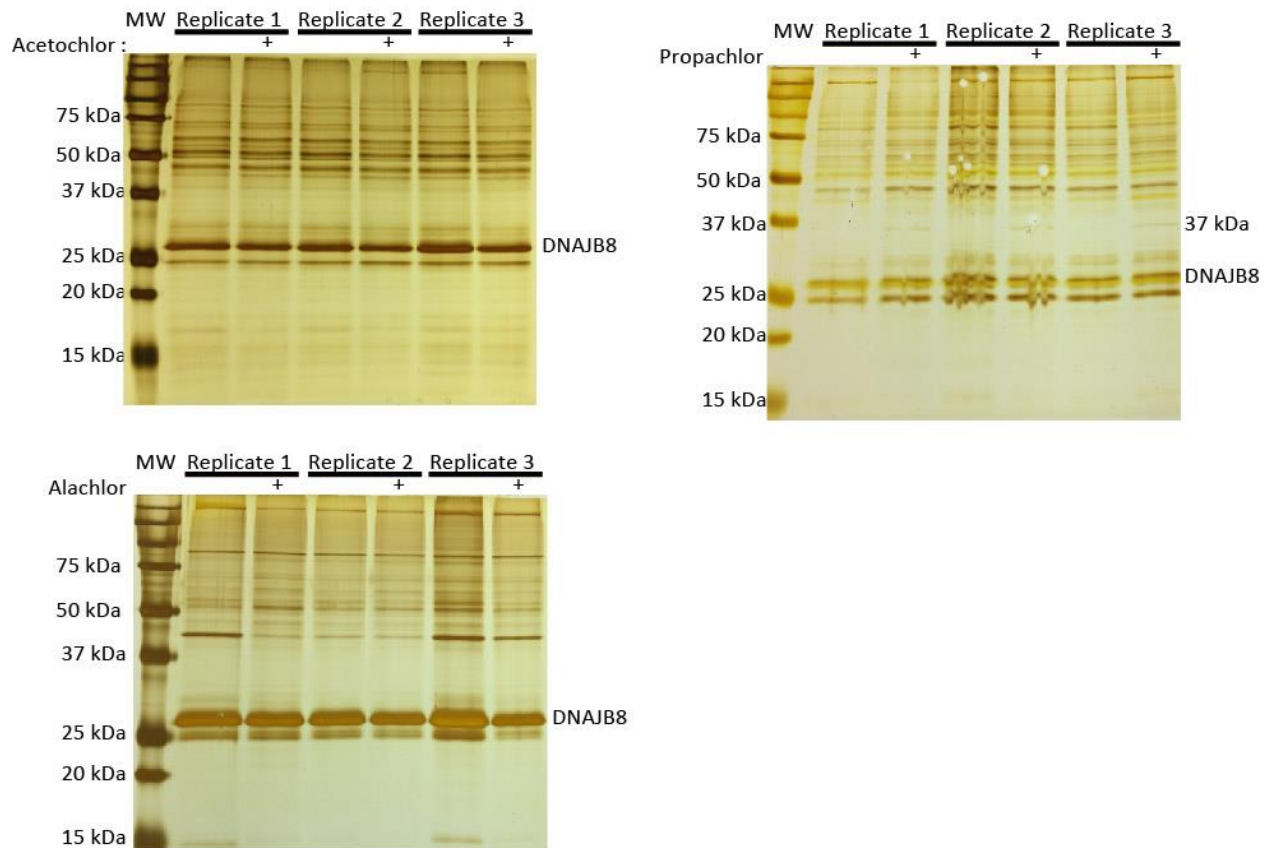 MW Replicate 1 Replicate 2 Replicate 3
Acetochlor : + + +
75 kDa
50 kDa
37 kDa
25 kDa
20 kDa
15 kDa
DNAJB8
MW Replicate 1 Replicate 2 Replicate 3
Propachlor + + +
75 kDa
50 kDa
37 kDa
25 kDa
20 kDa
15 kDa
37 kDa
DNAJB8
MW Replicate 1 Replicate 2 Replicate 3
Alachlor + + +
75 kDa
50 kDa
37 kDa
25 kDa
20 kDa
15 kDa
DNAJB8